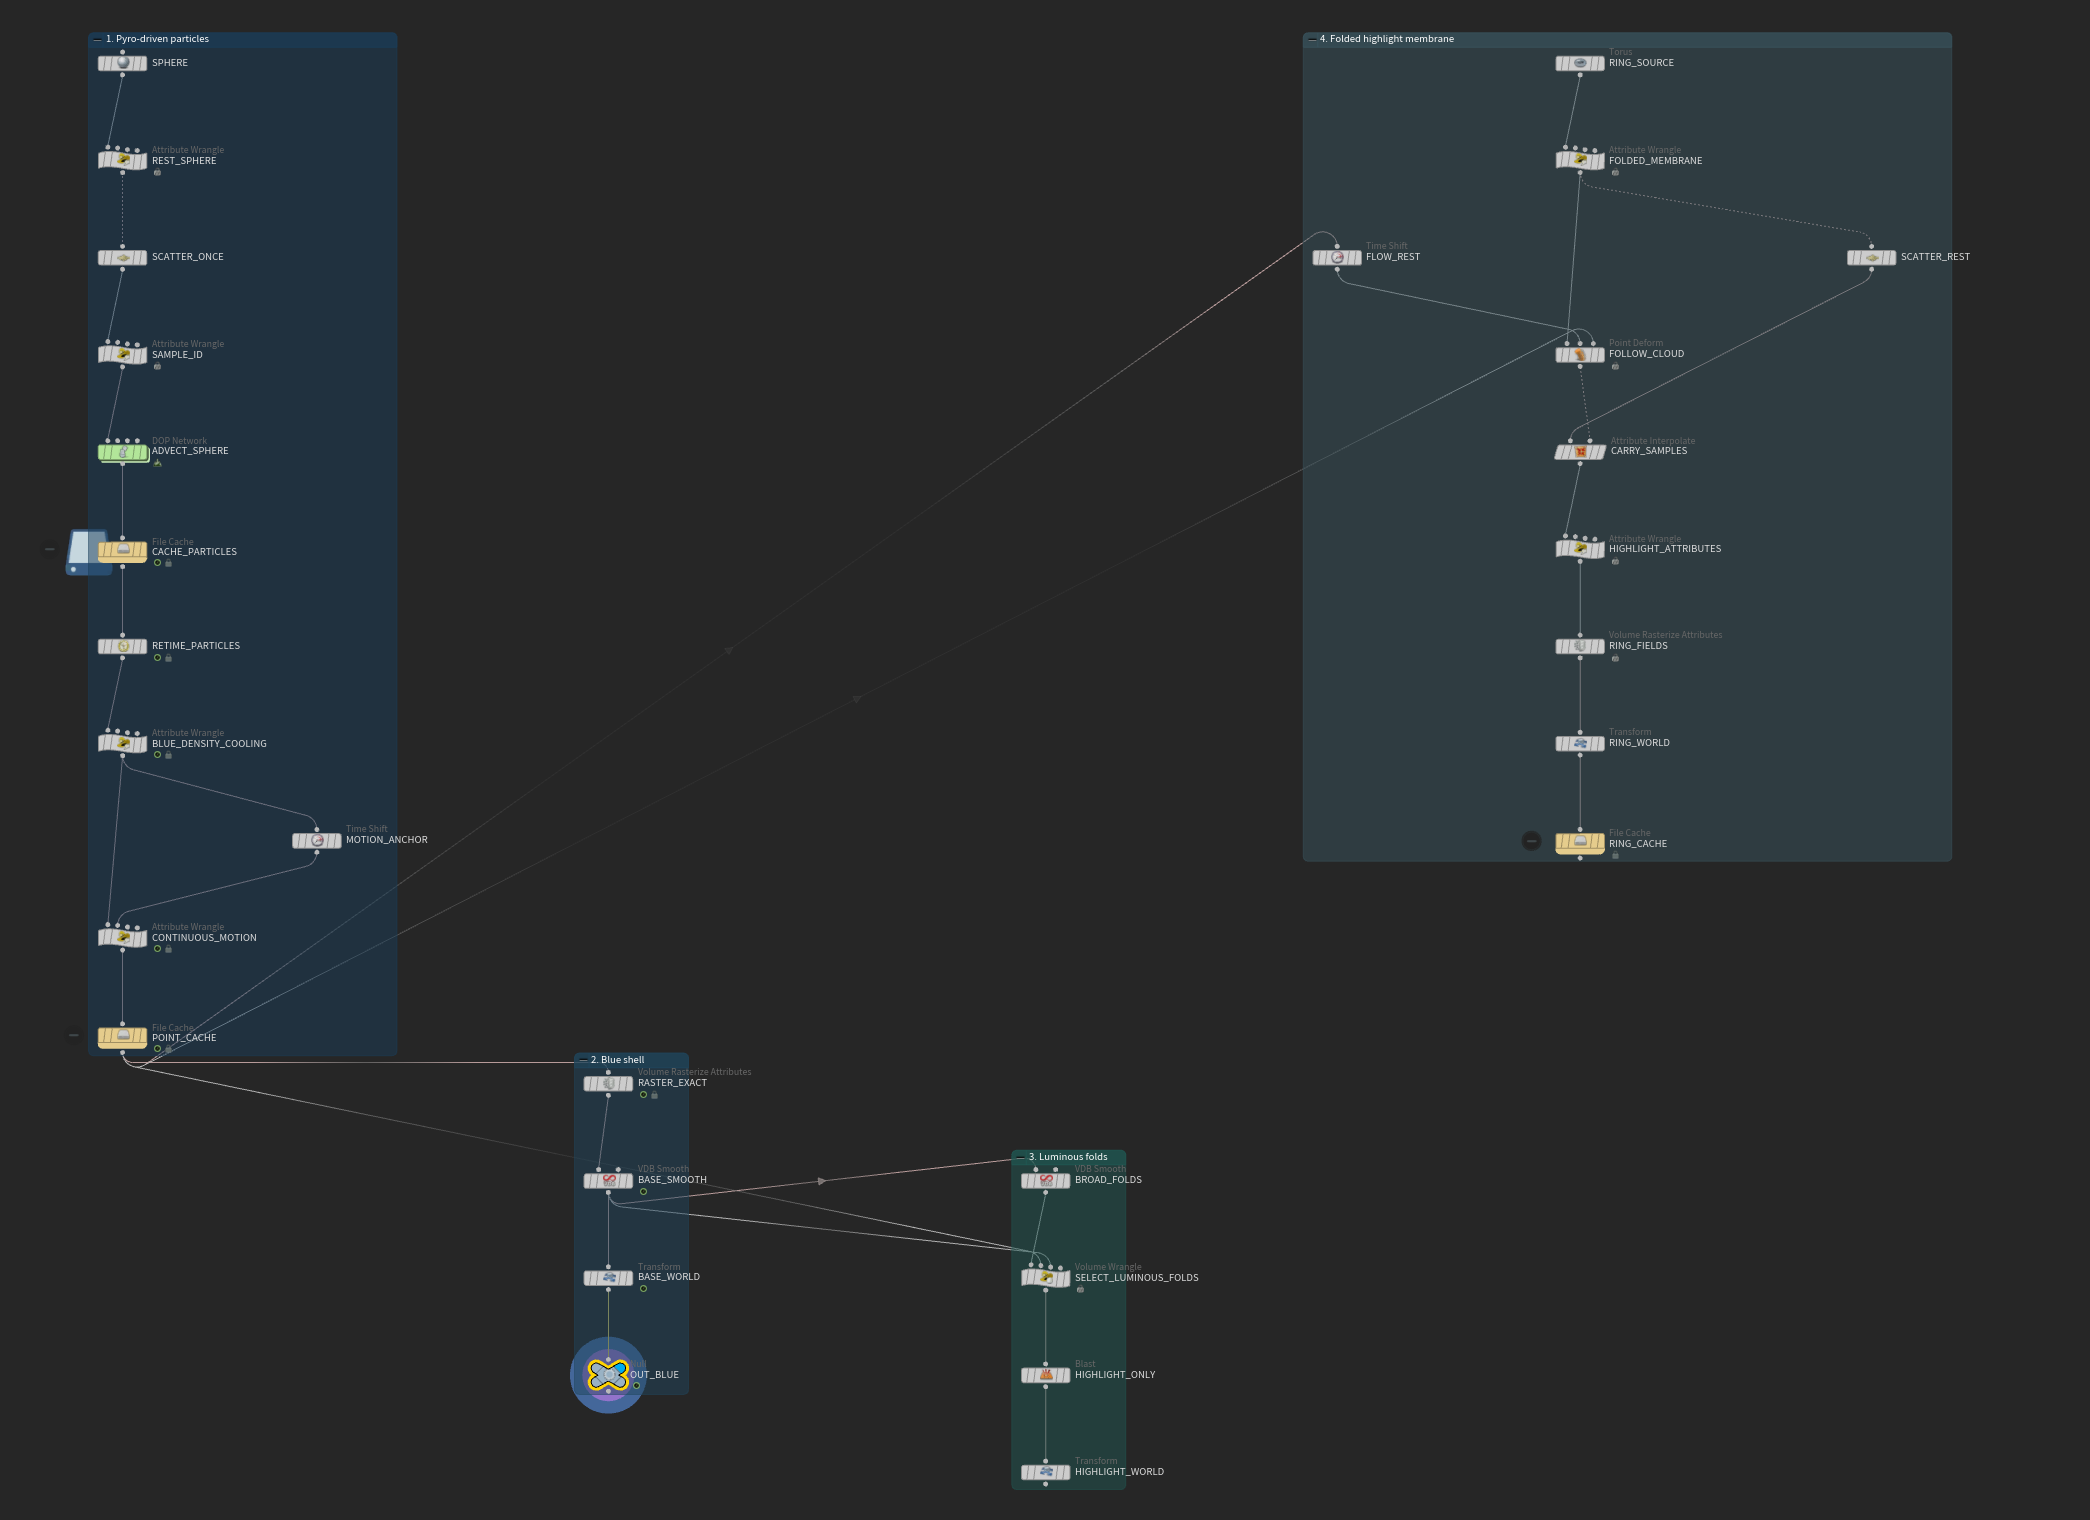 1. Pyro-driven particles
SPHERE
Attribute Wrangle
REST_SPHERE
SCATTER_ONCE
Attribute Wrangle
SAMPLE_ID
DOP Network
ADVECT_SPHERE
File Cache
CACHE_PARTICLES
RETIME_PARTICLES
Attribute Wrangle
BLUE_DENSITY_COOLING
Time Shift
MOTION_ANCHOR
Attribute Wrangle
CONTINUOUS_MOTION
File Cache
POINT_CACHE
2. Blue shell
Volume Rasterize Attributes
RASTER_EXACT
VDB Smooth
BASE_SMOOTH
Transform
BASE_WORLD
Null
OUT_BLUE
3. Luminous folds
VDB Smooth
BROAD_FOLDS
Volume Wrangle
SELECT_LUMINOUS_FOLDS
Blast
HIGHLIGHT_ONLY
Transform
HIGHLIGHT_WORLD
4. Folded highlight membrane
Torus
RING_SOURCE
Attribute Wrangle
FOLDED_MEMBRANE
Time Shift
FLOW_REST
SCATTER_REST
Point Deform
FOLLOW_CLOUD
Attribute Interpolate
CARRY_SAMPLES
Attribute Wrangle
HIGHLIGHT_ATTRIBUTES
Volume Rasterize Attributes
RING_FIELDS
Transform
RING_WORLD
File Cache
RING_CACHE